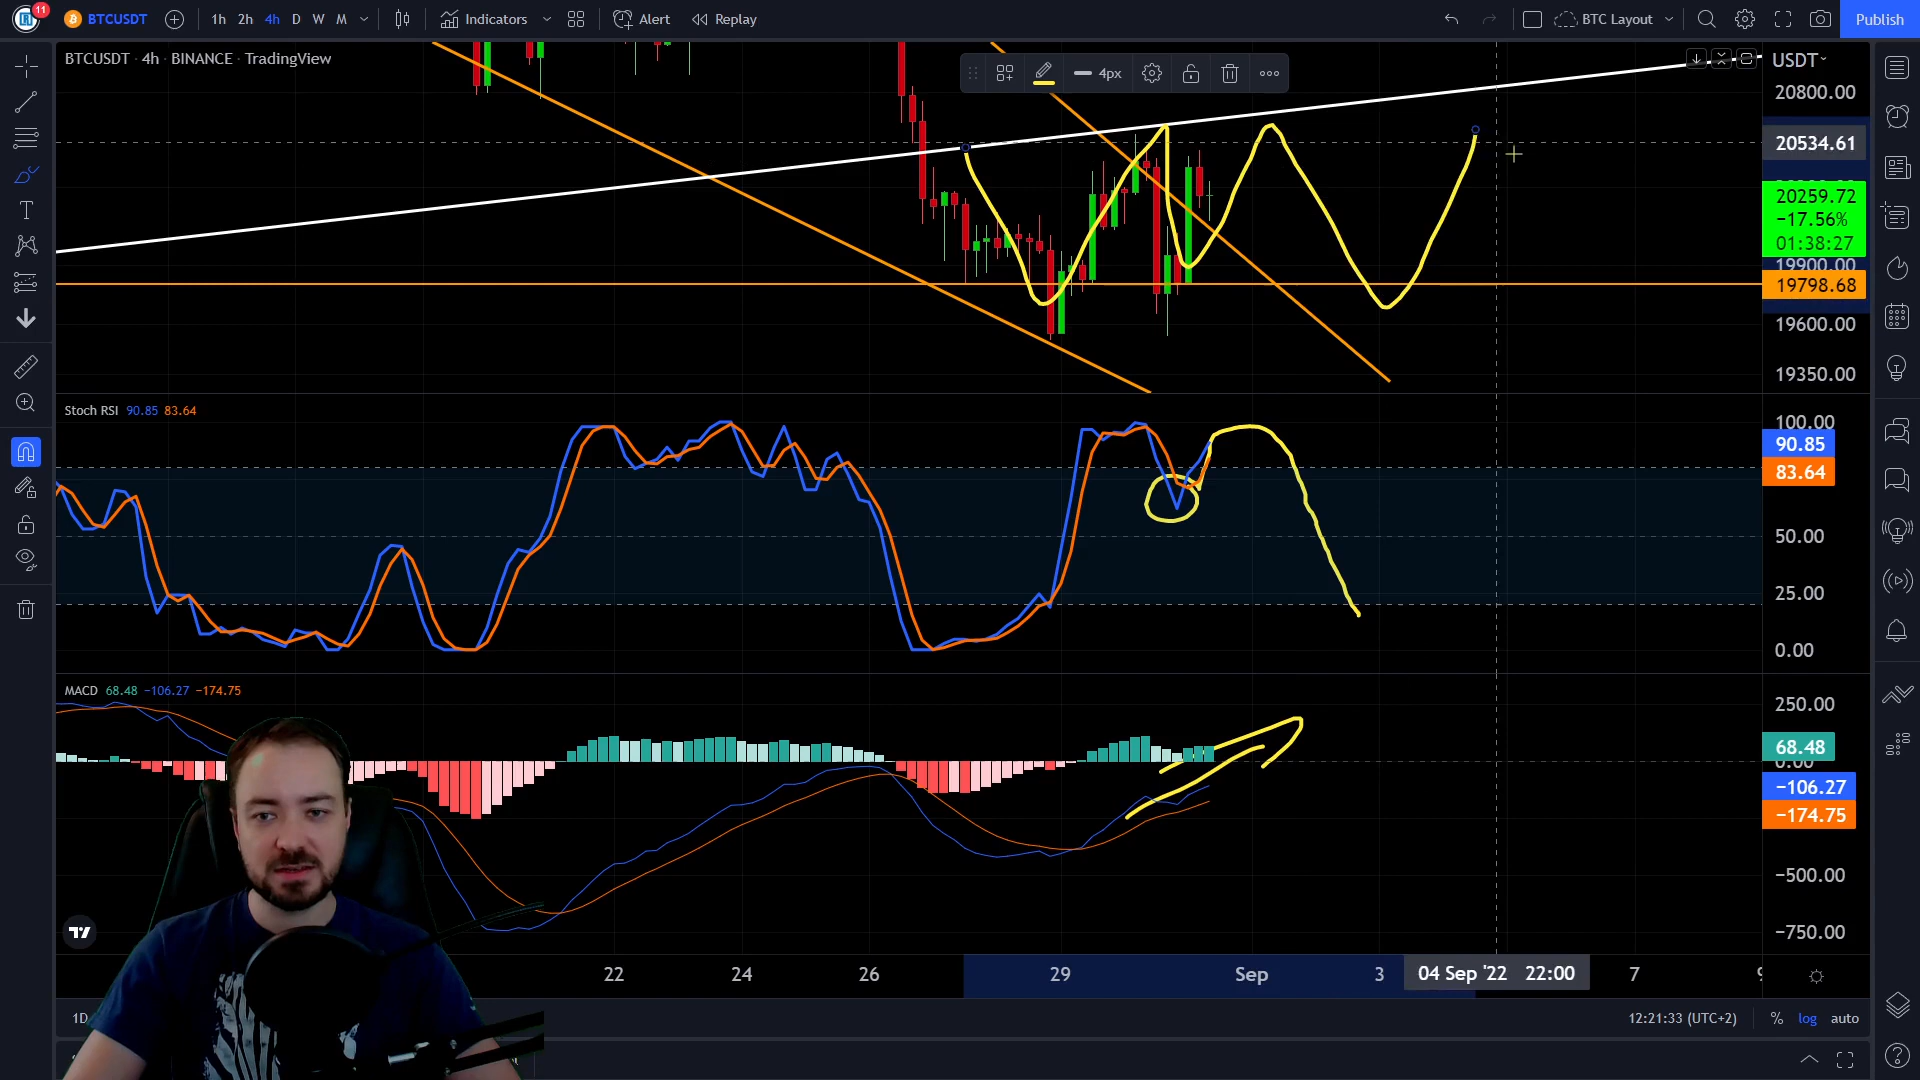 11
BTCUSDT 1h 2h 4h D W M Indicators Alert Replay BTC Layout Publish
BTCUSDT · 4h · BINANCE · TradingView
4px
USDT
20800.00
20534.61
20259.72
−17.56%
01:38:27
19900.00
19798.68
19600.00
19350.00
Stoch RSI 90.85 83.64
100.00
90.85
83.64
50.00
25.00
0.00
MACD 68.48 −106.27 −174.75
250.00
68.48
0.00
−106.27
−174.75
−500.00
−750.00
22 24 26 29 Sep 3 04 Sep '22 22:00 7
1D 12:21:33 (UTC+2) % log auto